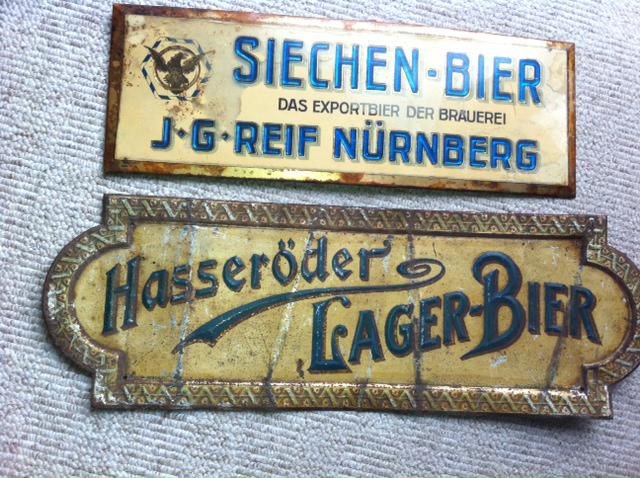 SIECHEN-BIER
DAS EXPORTBIER DER BRAUEREI
J·G·REIF NÜRNBERG
Hasseröder
LAGER-BIER